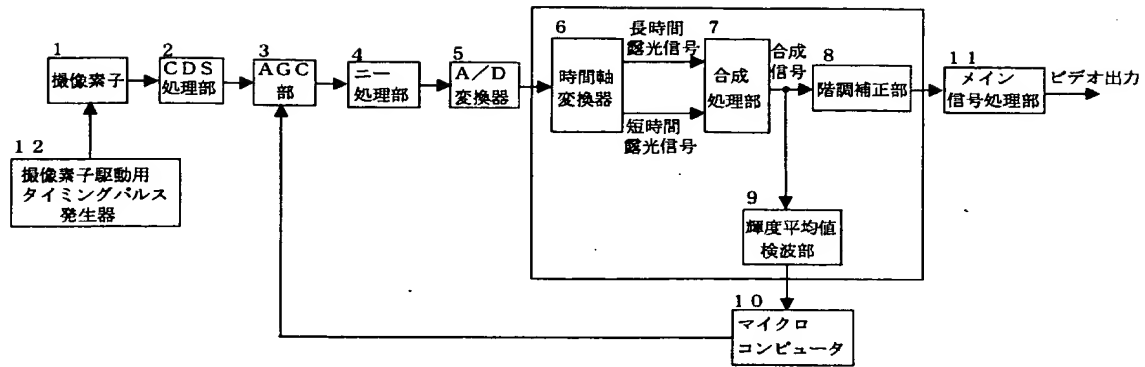 1
撮像素子
2
CDS
処理部
3
AGC
部
4
ニー
処理部
5
A/D
変換器
6
時間軸
変換器
長時間
露光信号
短時間
露光信号
7
合成
処理部
合成
信号
8
階調補正部
11
メイン
信号処理部
ビデオ出力
12
撮像素子駆動用
タイミングパルス
発生器
9
輝度平均値
検波部
10
マイクロ
コンピュータ